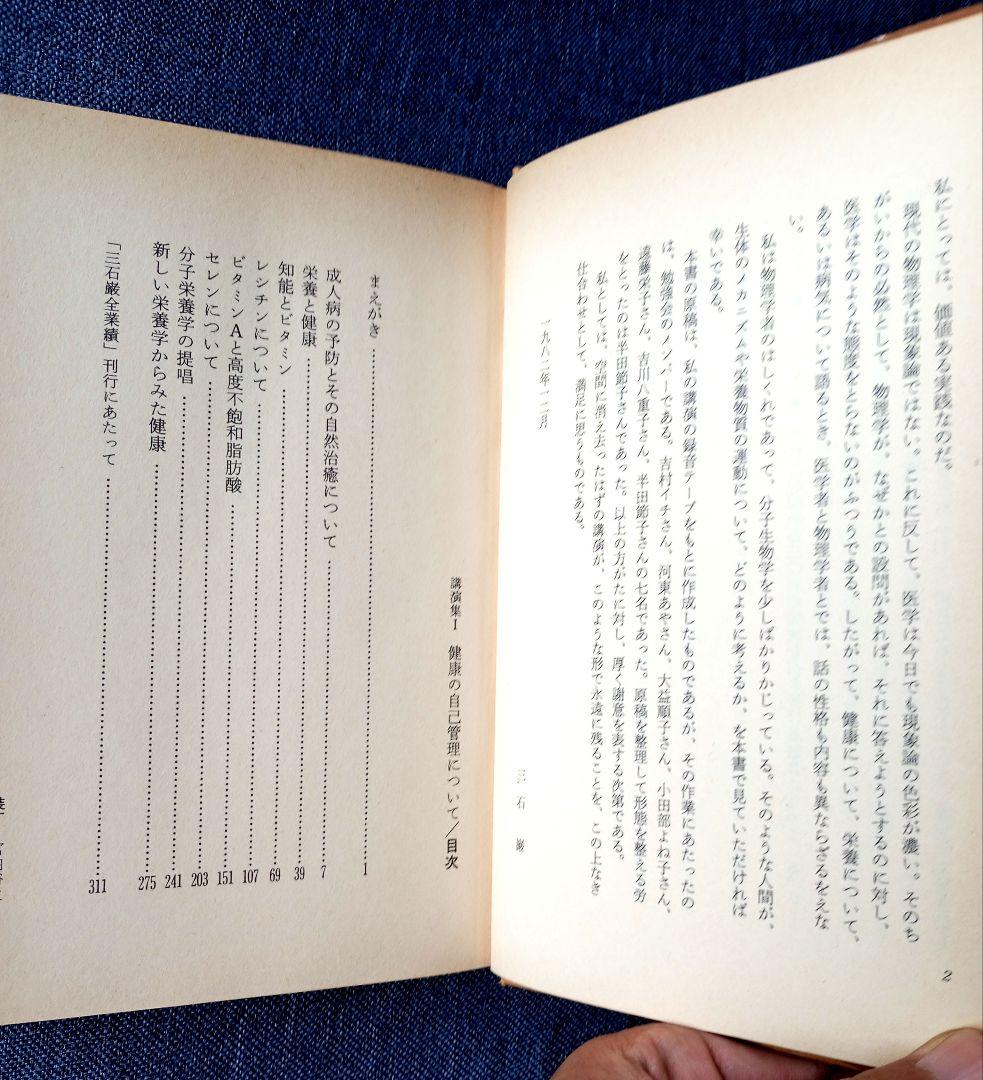 私にとっては、価値ある実践なのだ。
現代の物理学は現象論ではない。これに反して、医学は今日でも現象論の色彩が濃い。そのち
がいからの必然として、物理学が、なぜかとの設問があれば、それに答えようとするのに対し、
医学はそのような態度をとらないのがふつうである。したがって、健康について、栄養について、
あるいは病気について語るとき、医学者と物理学者とでは、話の性格も内容も異ならざるをえな
い。
私は物理学者のはしくれであって、分子生物学を少しばかりかじっている。そのような人間が、
生体のメカニズムや栄養物質の運動について、どのように考えるか、を本書で見ていただければ
幸いである。
本書の原稿は、私の講演の録音テープをもとに作成したものであるが、その作業にあたったの
は、勉強会のメンバーである。吉村イチさん、河東あやさん、大益順子さん、小田部よね子さん、
遠藤栄子さん、吉川八重子さん、半田節子さんの七名であった。原稿を整理して形態を整える労
をとったのは半田節子さんであった。以上の方がたに対し、厚く謝意を表する次第である。
私としては、空間に消え去ったはずの講演が、このような形で永遠に残ることを、この上なき
仕合わせとして、満足に思うものである。
一九八二年一二月
三石 巌
2
講演集Ⅰ 健康の自己管理について／目次
まえがき……………1
成人病の予防とその自然治癒について……………7
栄養と健康……………39
知能とビタミン……………69
レシチンについて……………107
ビタミンAと高度不飽和脂肪酸……………151
セレンについて……………203
分子栄養学の提唱……………241
新しい栄養学からみた健康……………275
「三石巌全業績」刊行にあたって……………311